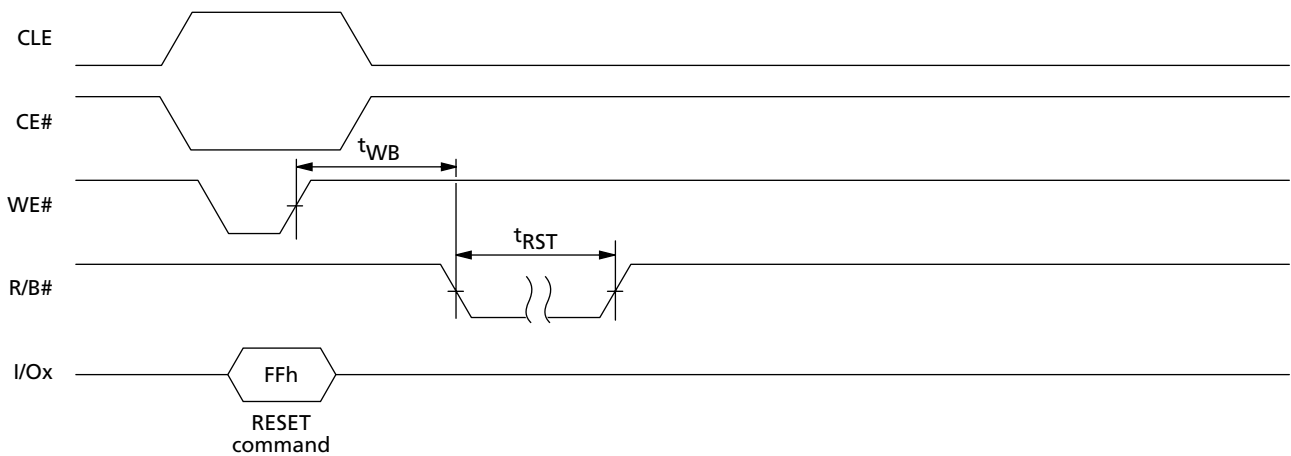 CLE
CE#
tWB
WE#
tRST
R/B#
I/Ox
FFh
RESET
command